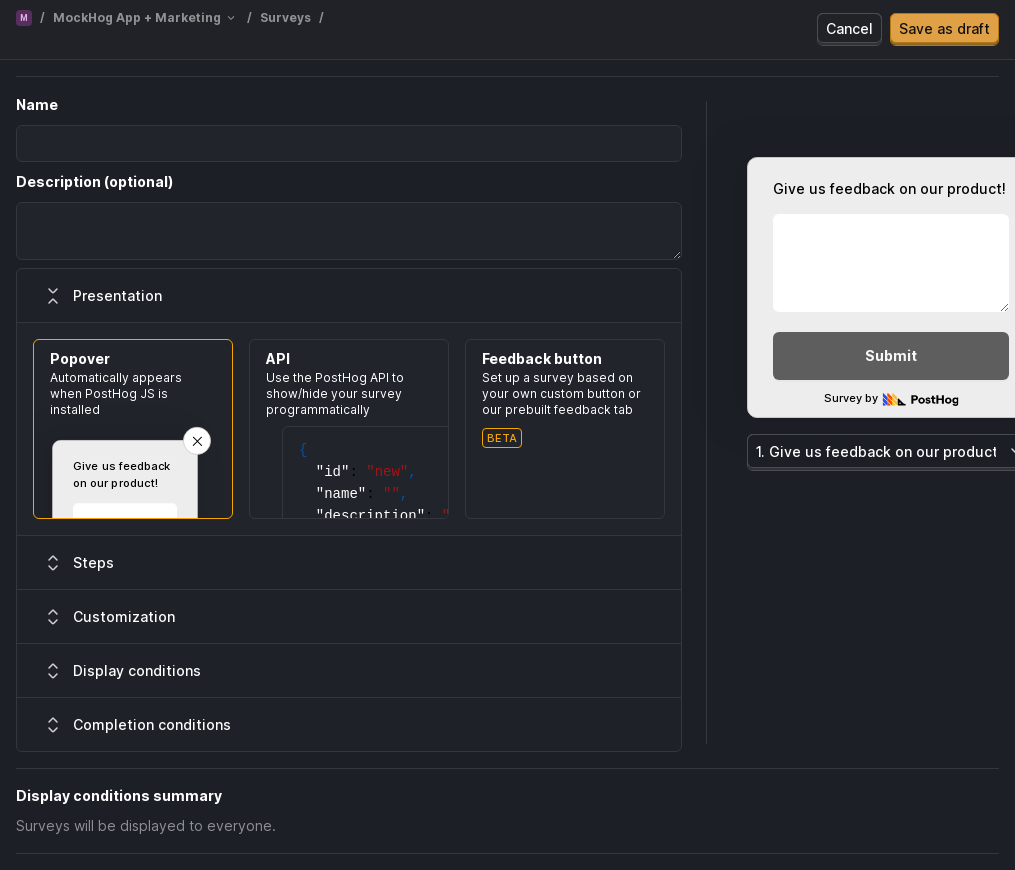 M / MockHog App + Marketing / Surveys /
Cancel
Save as draft
Name
Description (optional)
Presentation
Popover
Automatically appears
when PostHog JS is
installed
Give us feedback
on our product!
API
Use the PostHog API to
show/hide your survey
programmatically
{
"id": "new",
"name": "",
"description": "
Feedback button
Set up a survey based on
your own custom button or
our prebuilt feedback tab
BETA
Steps
Customization
Display conditions
Completion conditions
Give us feedback on our product!
Submit
Survey by PostHog
1. Give us feedback on our product
Display conditions summary
Surveys will be displayed to everyone.